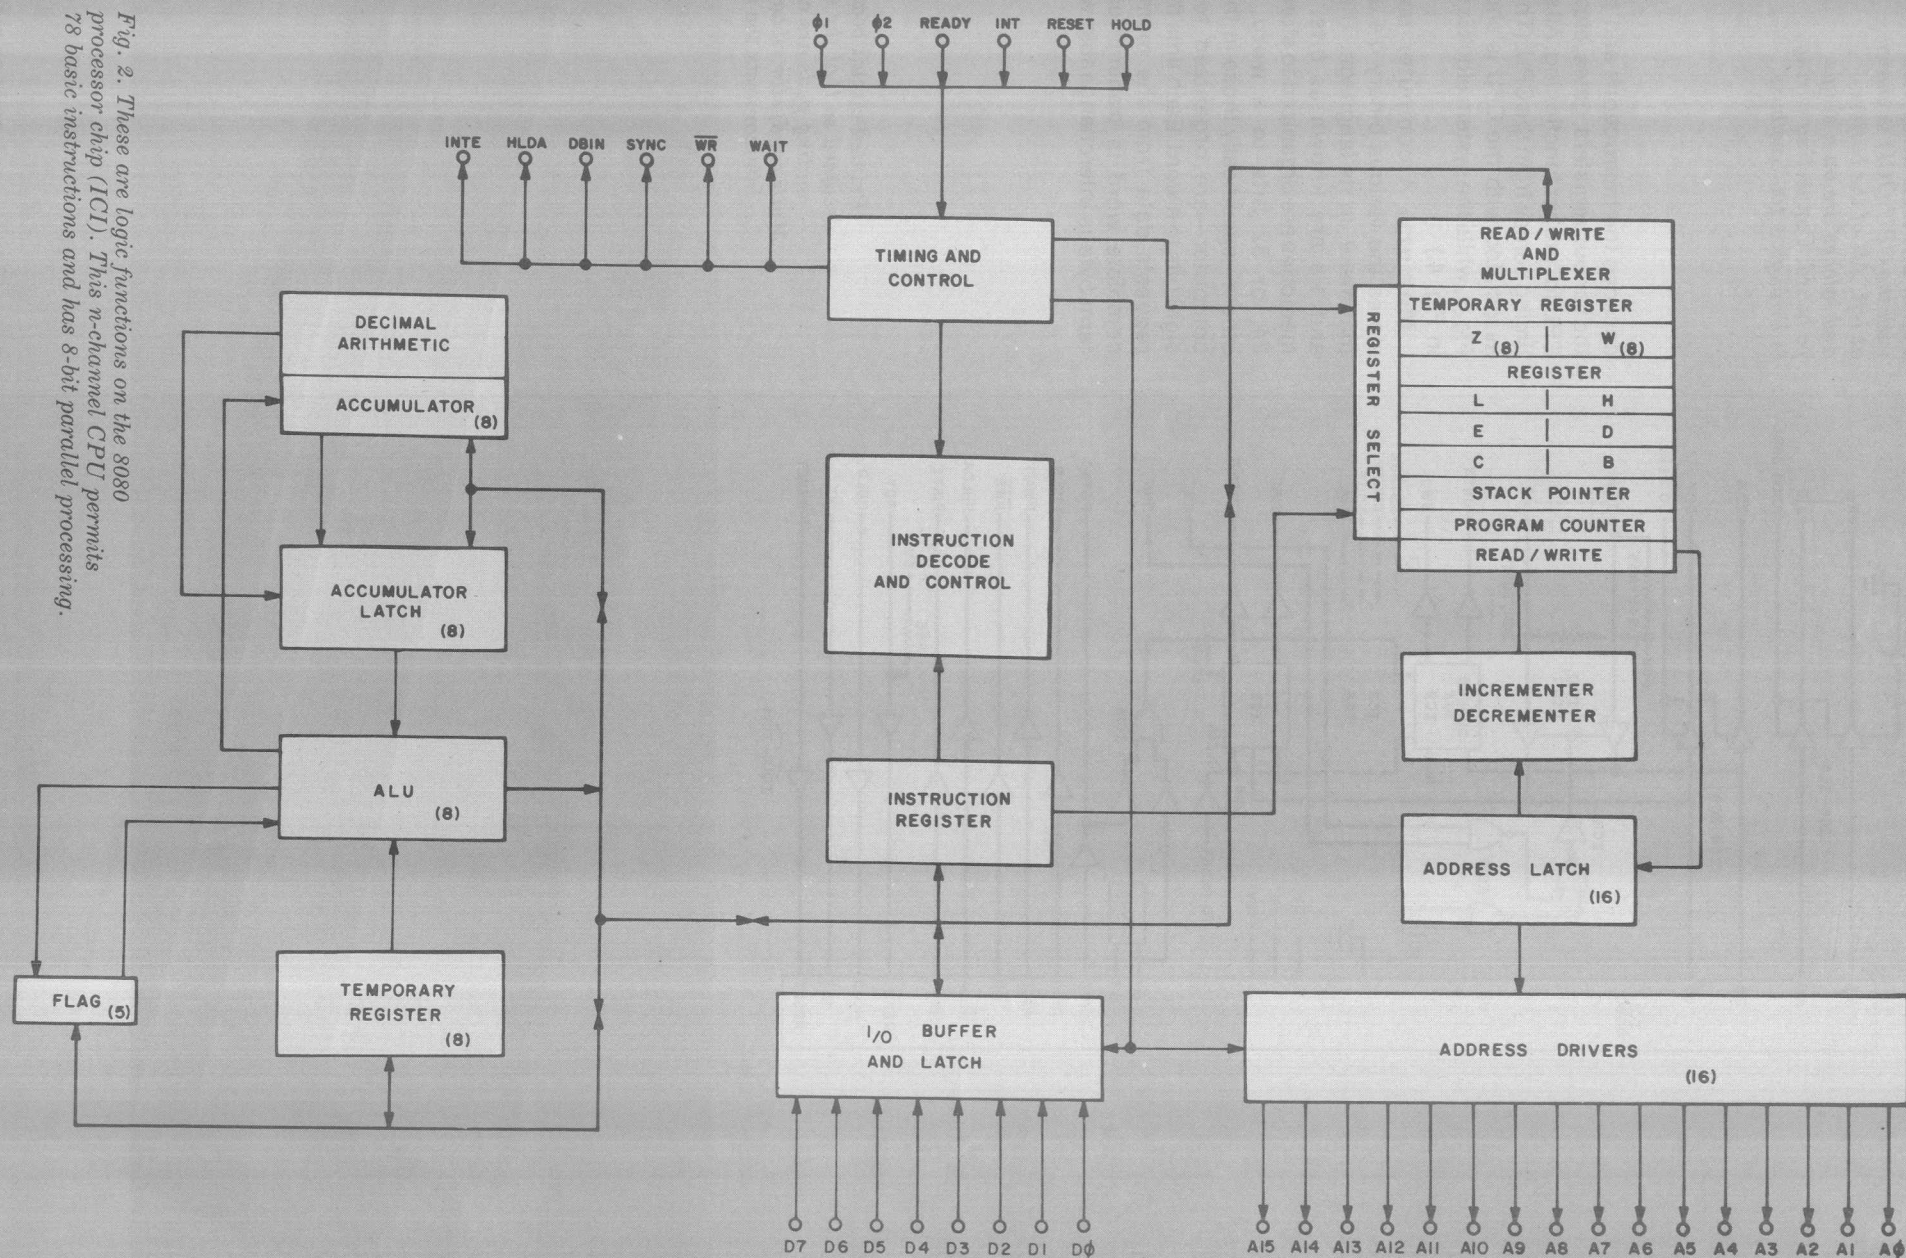 Fig. 2. These are logic functions on the 8080
processor chip (IC1). This n-channel CPU permits
78 basic instructions and has 8-bit parallel processing.
ϕ1 ϕ2 READY INT RESET HOLD
INTE HLDA DBIN SYNC W̅R̅ WAIT
TIMING AND
CONTROL
DECIMAL
ARITHMETIC
ACCUMULATOR
(8)
ACCUMULATOR
LATCH
(8)
ALU
(8)
FLAG (5)
TEMPORARY
REGISTER
(8)
INSTRUCTION
DECODE
AND CONTROL
INSTRUCTION
REGISTER
I/O BUFFER
AND LATCH
D7 D6 D5 D4 D3 D2 D1 Dϕ
REGISTER SELECT
READ / WRITE
AND
MULTIPLEXER
TEMPORARY REGISTER
Z (8) | W (8)
REGISTER
L | H
E | D
C | B
STACK POINTER
PROGRAM COUNTER
READ / WRITE
INCREMENTER
DECREMENTER
ADDRESS LATCH
(16)
ADDRESS DRIVERS
(16)
A15 A14 A13 A12 A11 A10 A9 A8 A7 A6 A5 A4 A3 A2 A1 Aϕ